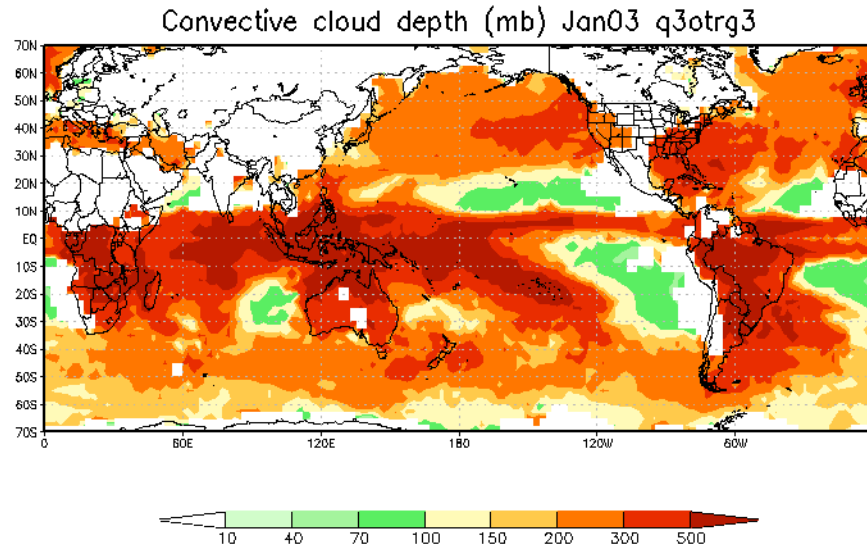 Convective cloud depth (mb) Jan03 q3otrg3
70N
60N
50N
40N
30N
20N
10N
EQ
10S
20S
30S
40S
50S
60S
70S
0 60E 120E 180 120W 60W
10 40 70 100 150 200 300 500